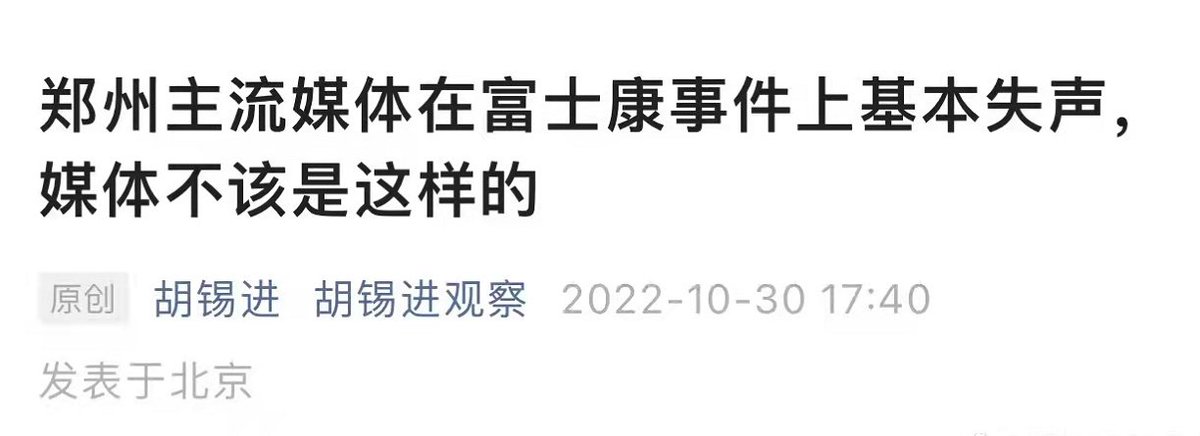 郑州主流媒体在富士康事件上基本失声，
媒体不该是这样的
原创 胡锡进 胡锡进观察 2022-10-30 17:40
发表于北京